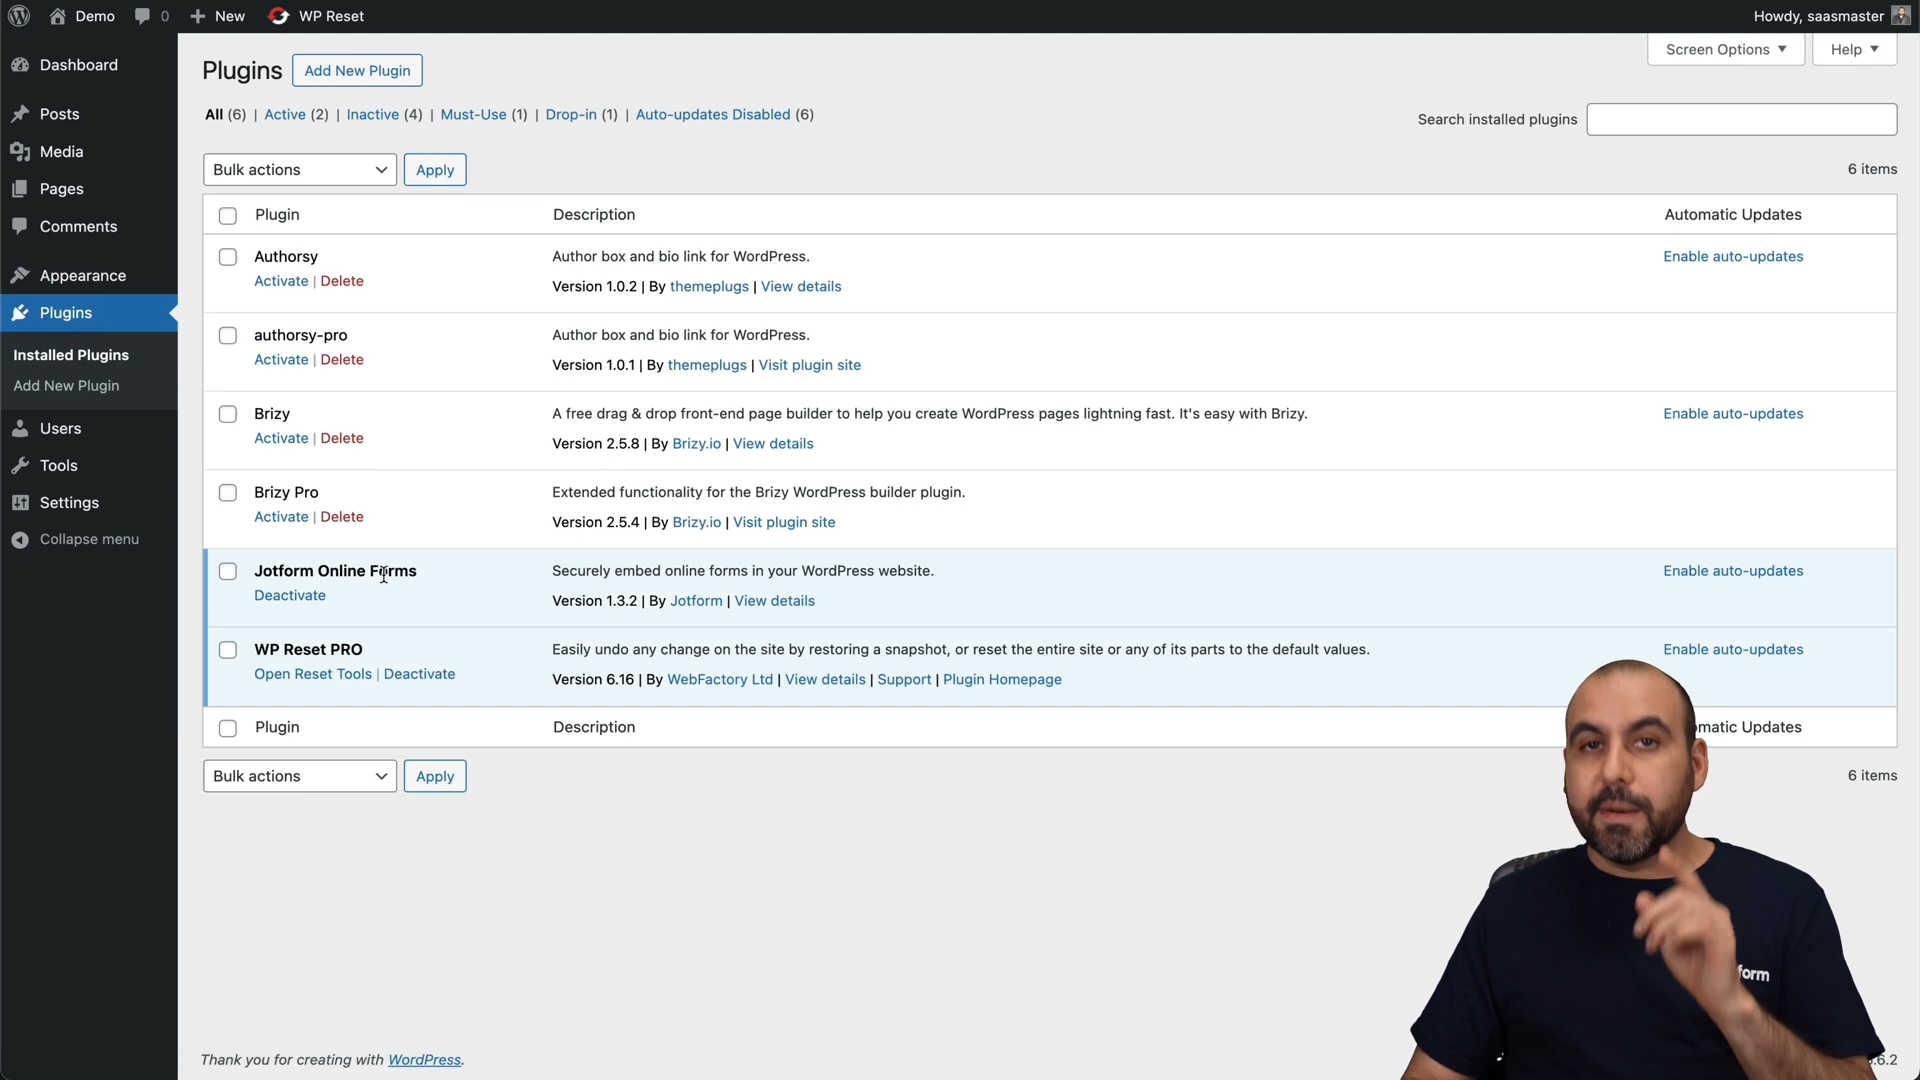 Demo 0 New WP Reset Howdy, saasmaster
Screen Options Help
Dashboard
Posts
Media
Pages
Comments
Appearance
Plugins
Installed Plugins
Add New Plugin
Users
Tools
Settings
Collapse menu
Plugins Add New Plugin
All (6) | Active (2) | Inactive (4) | Must-Use (1) | Drop-in (1) | Auto-updates Disabled (6)
Search installed plugins
Bulk actions Apply 6 items
Plugin Description Automatic Updates
Authorsy Author box and bio link for WordPress. Enable auto-updates
Activate | Delete Version 1.0.2 | By themeplugs | View details
authorsy-pro Author box and bio link for WordPress.
Activate | Delete Version 1.0.1 | By themeplugs | Visit plugin site
Brizy A free drag & drop front-end page builder to help you create WordPress pages lightning fast. It's easy with Brizy. Enable auto-updates
Activate | Delete Version 2.5.8 | By Brizy.io | View details
Brizy Pro Extended functionality for the Brizy WordPress builder plugin.
Activate | Delete Version 2.5.4 | By Brizy.io | Visit plugin site
Jotform Online Forms Securely embed online forms in your WordPress website. Enable auto-updates
Deactivate Version 1.3.2 | By Jotform | View details
WP Reset PRO Easily undo any change on the site by restoring a snapshot, or reset the entire site or any of its parts to the default values. Enable auto-updates
Open Reset Tools | Deactivate Version 6.16 | By WebFactory Ltd | View details | Support | Plugin Homepage
Plugin Description matic Updates
Bulk actions Apply 6 items
form
Thank you for creating with WordPress. .6.2